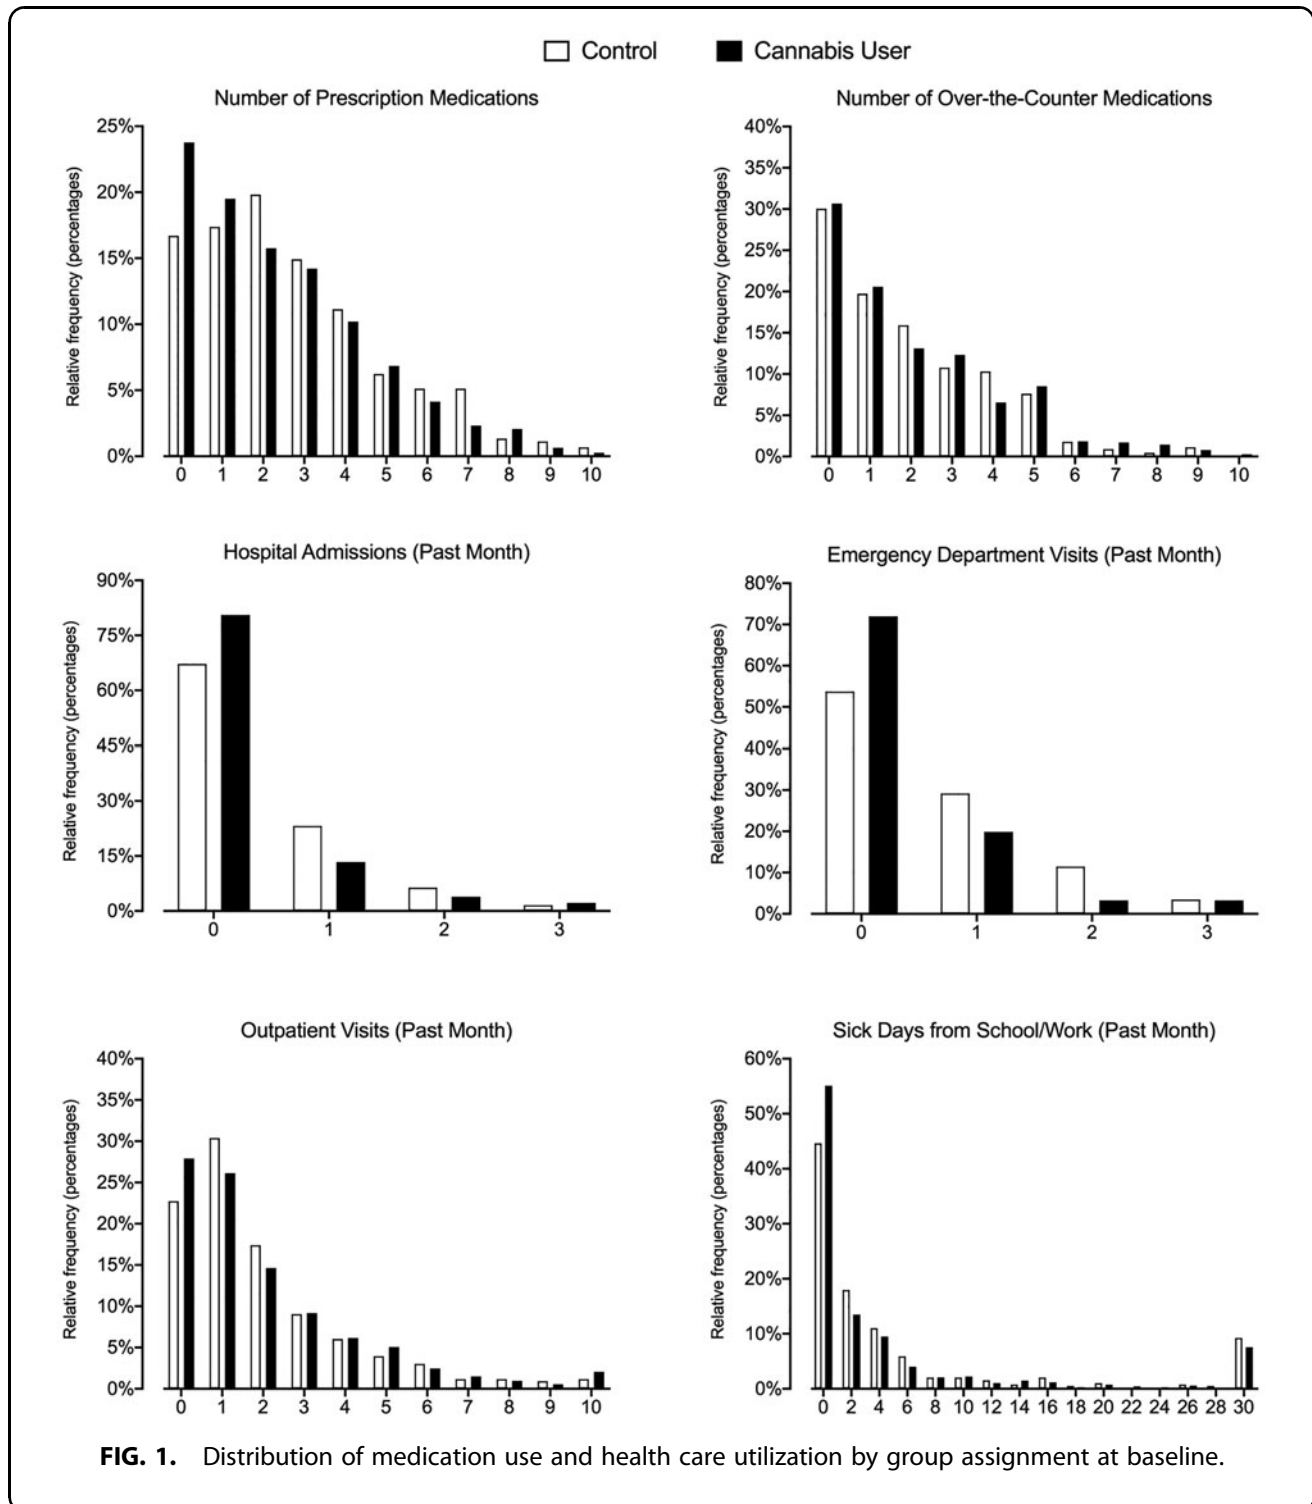 Control
Cannabis User
Number of Prescription Medications
Relative frequency (percentages)
25%
20%
15%
10%
5%
0%
0 1 2 3 4 5 6 7 8 9 10
Number of Over-the-Counter Medications
Relative frequency (percentages)
40%
35%
30%
25%
20%
15%
10%
5%
0%
0 1 2 3 4 5 6 7 8 9 10
Hospital Admissions (Past Month)
Relative frequency (percentages)
90%
75%
60%
45%
30%
15%
0%
0 1 2 3
Emergency Department Visits (Past Month)
Relative frequency (percentages)
80%
70%
60%
50%
40%
30%
20%
10%
0%
0 1 2 3
Outpatient Visits (Past Month)
Relative frequency (percentages)
40%
35%
30%
25%
20%
15%
10%
5%
0%
0 1 2 3 4 5 6 7 8 9 10
Sick Days from School/Work (Past Month)
Relative frequency (percentages)
60%
50%
40%
30%
20%
10%
0%
0 2 4 6 8 10 12 14 16 18 20 22 24 26 28 30
FIG. 1. Distribution of medication use and health care utilization by group assignment at baseline.